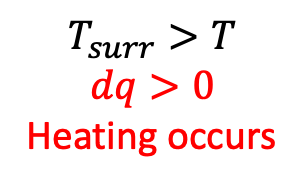 T_surr > T
dq > 0
Heating occurs